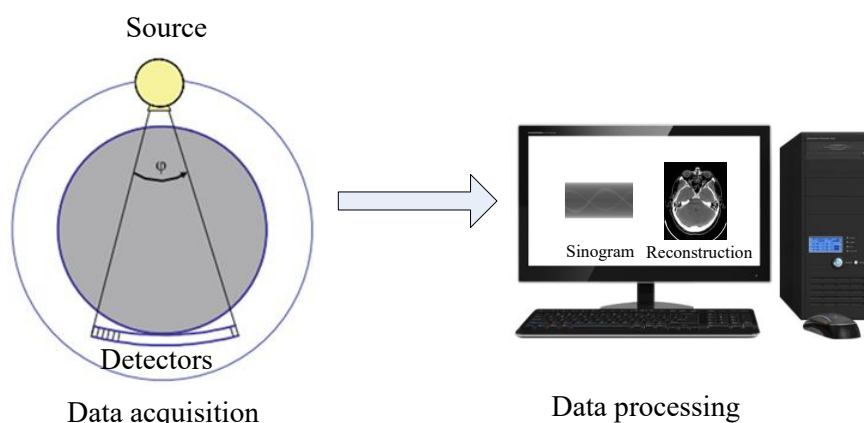 Source
φ
Detectors
Data acquisition
Sinogram
Reconstruction
Data processing